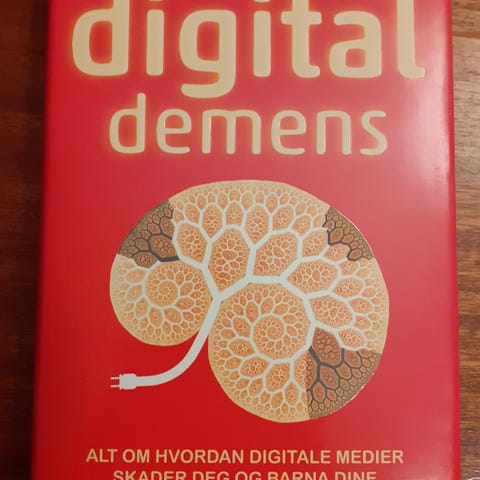 digital
demens
ALT OM HVORDAN DIGITALE MEDIER
SKADER DEG OG BARNA DINE